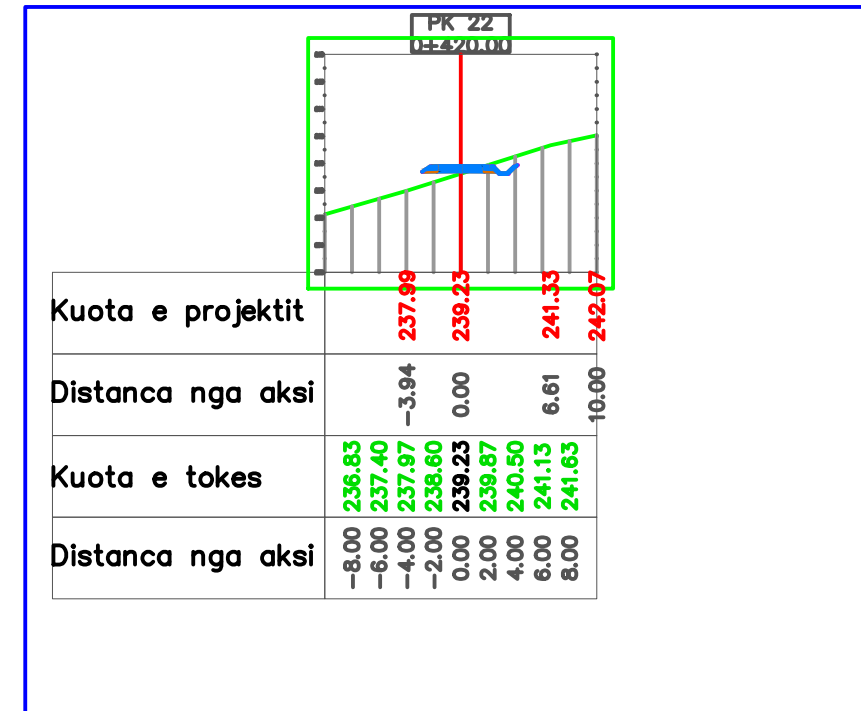 PK 22
0+420.00
Kuota e projektit 237.99 239.23 241.33 242.07
Distanca nga aksi -3.94 0.00 6.61 10.00
Kuota e tokes 236.83 237.40 237.97 238.60 239.23 239.87 240.50 241.13 241.63
Distanca nga aksi -8.00 -6.00 -4.00 -2.00 0.00 2.00 4.00 6.00 8.00